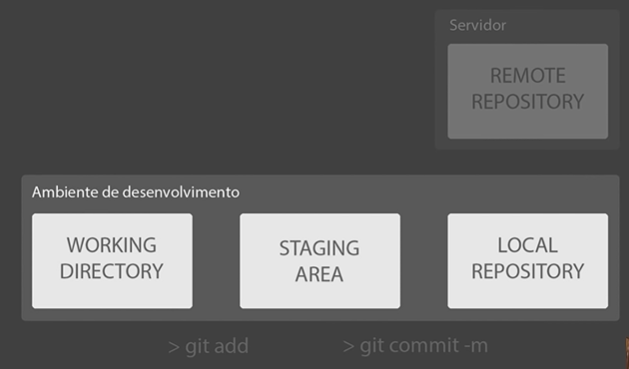 Servidor
REMOTE
REPOSITORY
Ambiente de desenvolvimento
WORKING
DIRECTORY
STAGING
AREA
LOCAL
REPOSITORY
> git add
> git commit -m